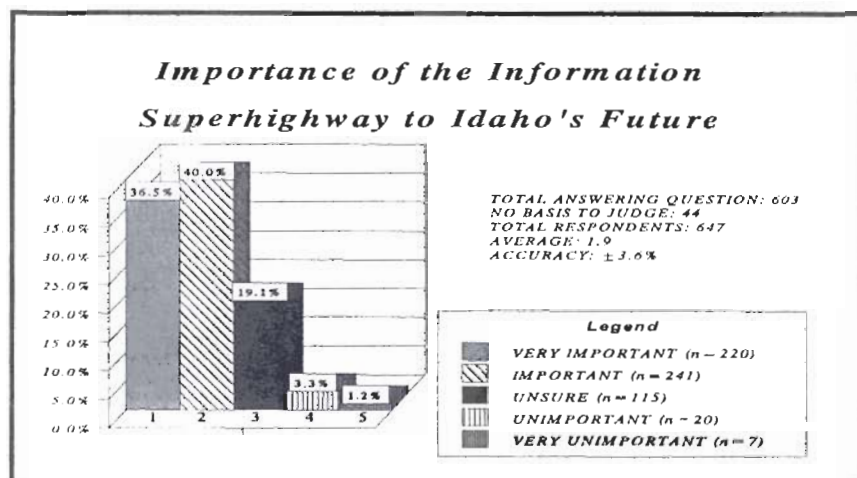 Importance of the Information
Superhighway to Idaho's Future
40.0%
36.5%
40.0%
35.0%
30.0%
25.0%
19.1%
20.0%
15.0%
10.0%
3.3%
5.0%
1.2%
0.0%
1 2 3 4 5
TOTAL ANSWERING QUESTION: 603
NO BASIS TO JUDGE: 44
TOTAL RESPONDENTS: 647
AVERAGE: 1.9
ACCURACY: ±3.6%
Legend
VERY IMPORTANT (n=220)
IMPORTANT (n=241)
UNSURE (n=115)
UNIMPORTANT (n=20)
VERY UNIMPORTANT (n=7)